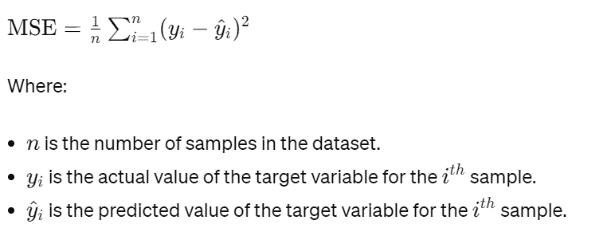 MSE = \frac{1}{n} \sum_{i=1}^{n} (y_i - \hat{y}_i)^2
Where:
• n is the number of samples in the dataset.
• y_i is the actual value of the target variable for the i^{th} sample.
• \hat{y}_i is the predicted value of the target variable for the i^{th} sample.